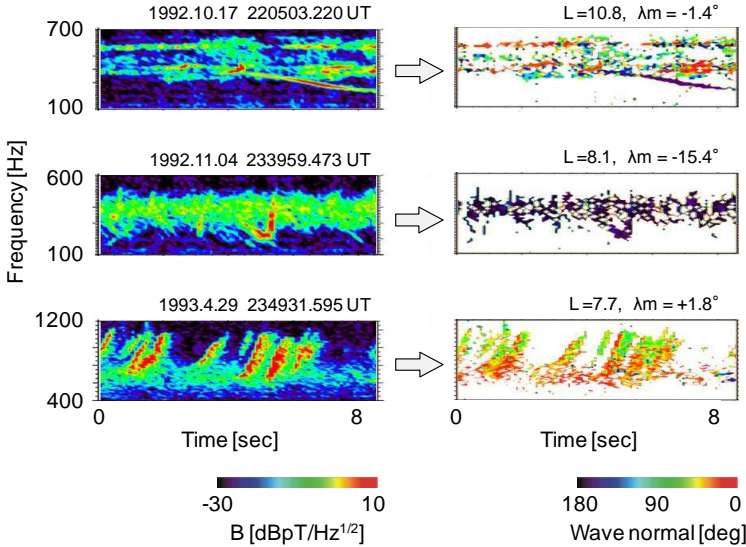 1992.10.17 220503.220 UT
L=10.8, λm = -1.4°
700
100
1992.11.04 233959.473 UT
L=8.1, λm = -15.4°
600
100
Frequency [Hz]
1993.4.29 234931.595 UT
L=7.7, λm = +1.8°
1200
400
0 8
0 8
Time [sec]
Time [sec]
-30 10
180 90 0
B [dBpT/Hz^1/2]
Wave normal [deg]